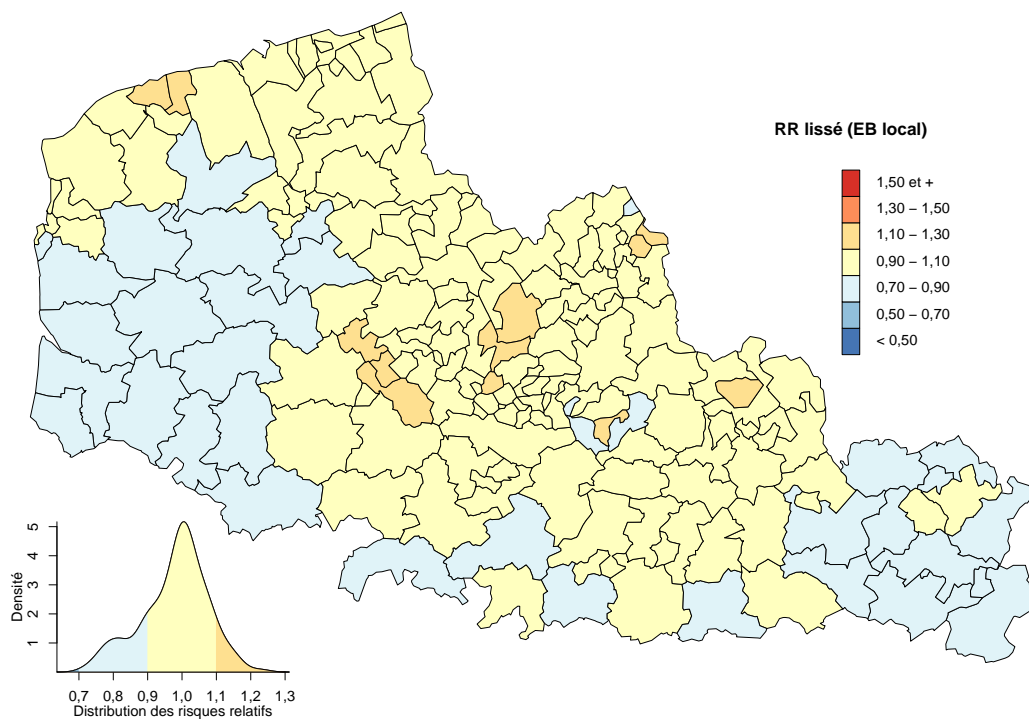 RR lissé (EB local)
1,50 et +
1,30 – 1,50
1,10 – 1,30
0,90 – 1,10
0,70 – 0,90
0,50 – 0,70
< 0,50
5
4
3
2
1
Densité
0,7 0,8 0,9 1,0 1,1 1,2 1,3
Distribution des risques relatifs